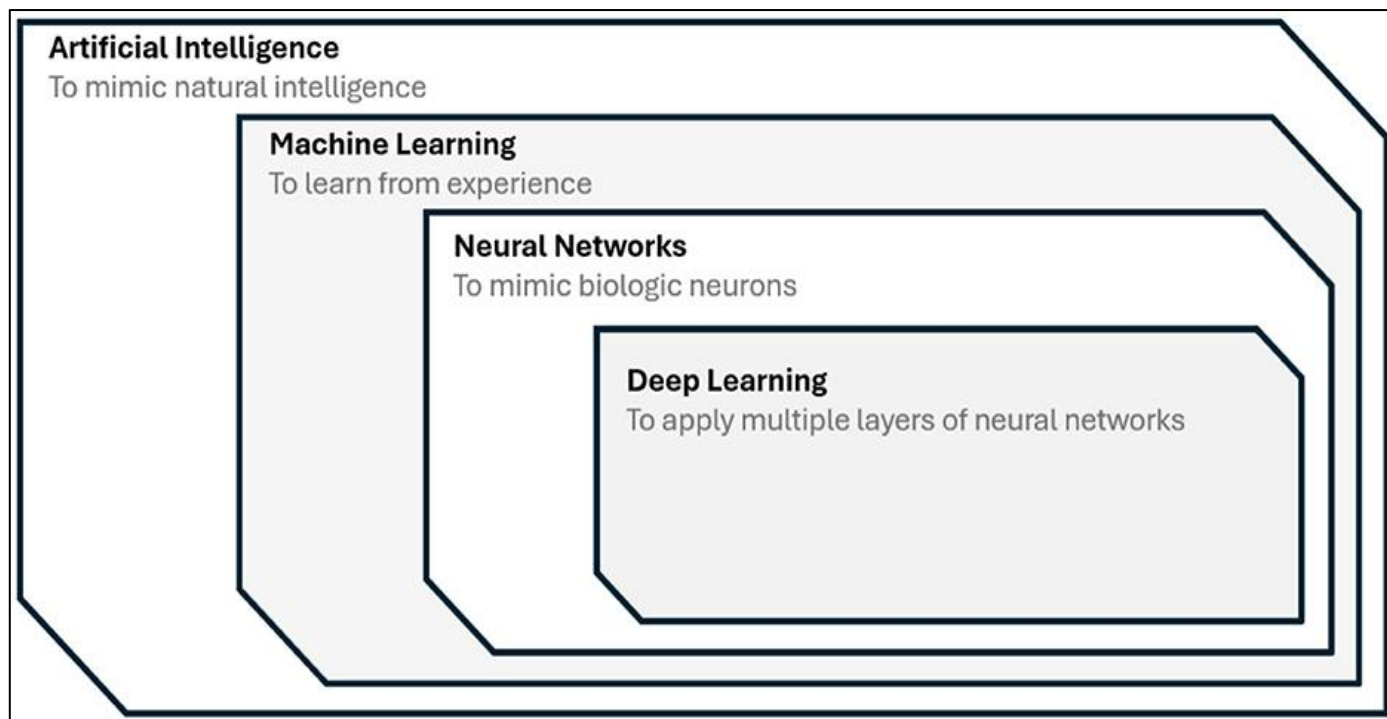 Artificial Intelligence
To mimic natural intelligence
Machine Learning
To learn from experience
Neural Networks
To mimic biologic neurons
Deep Learning
To apply multiple layers of neural networks